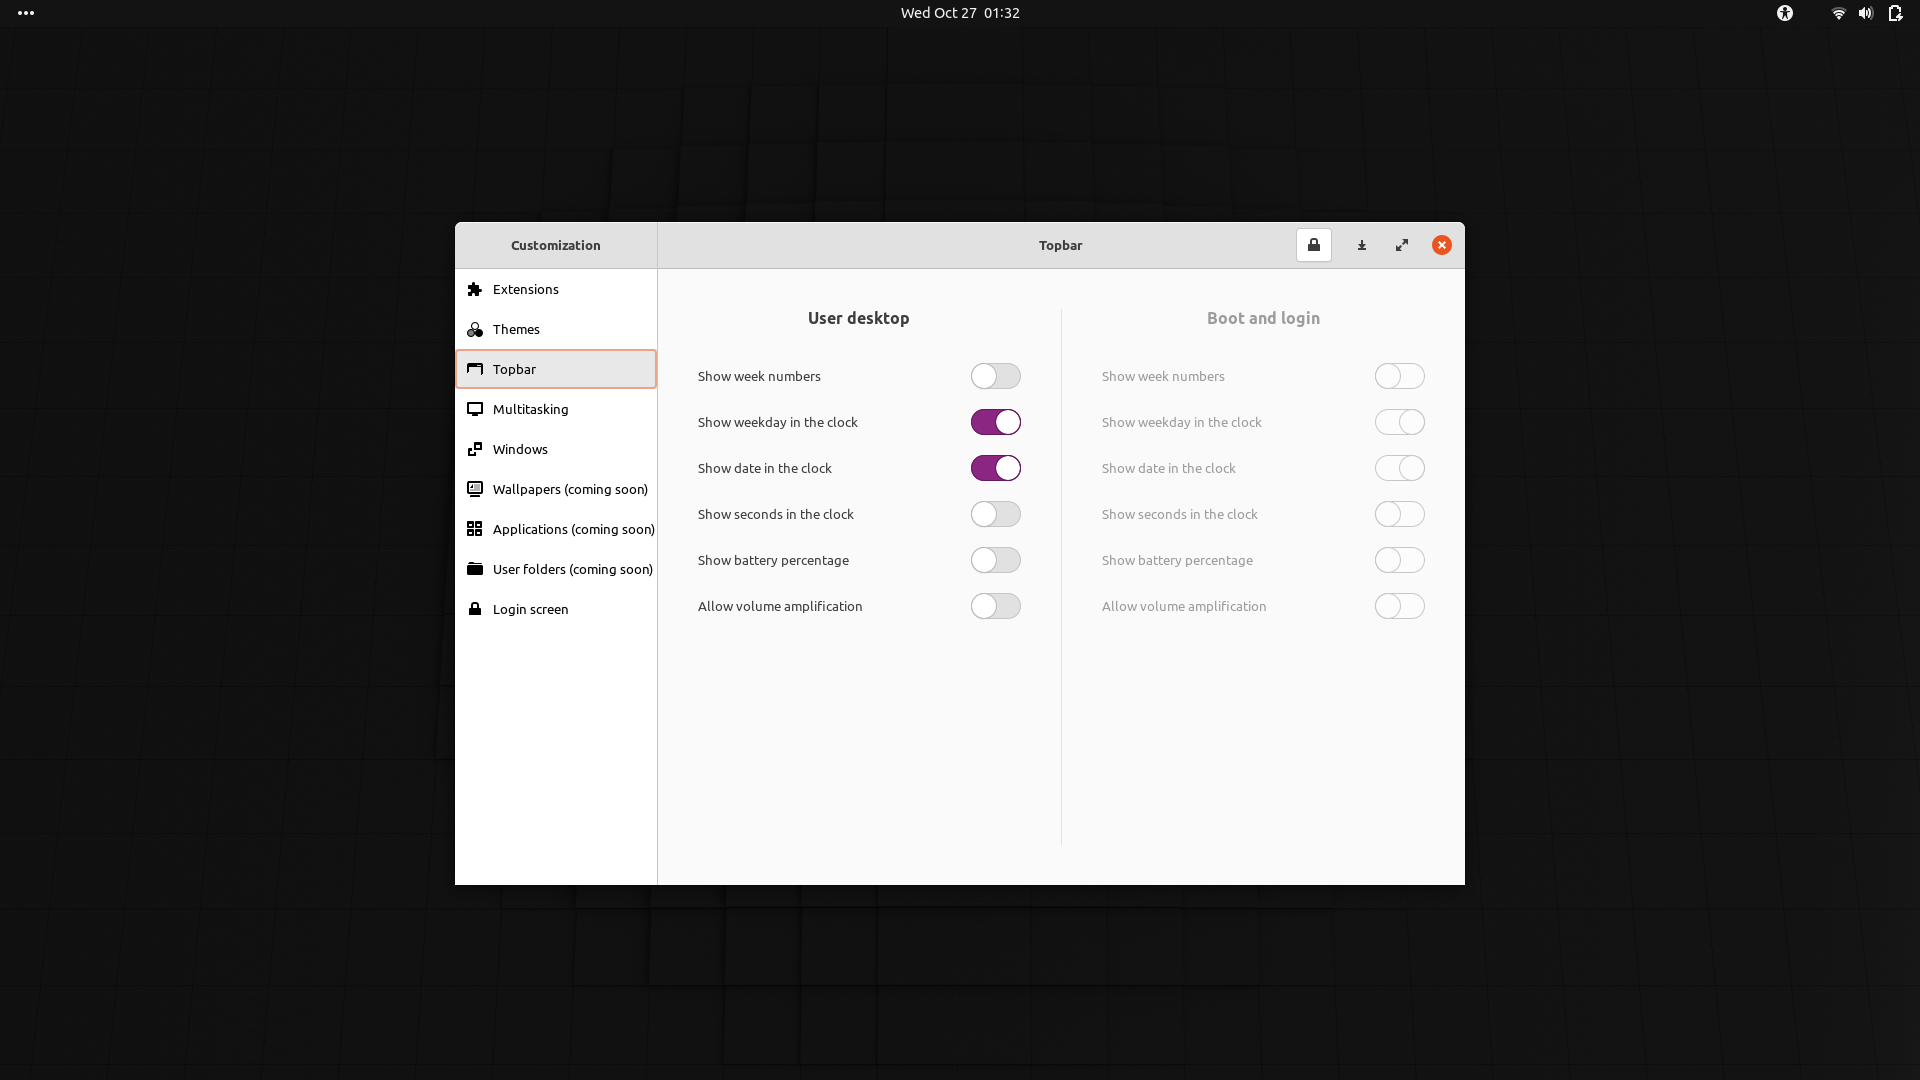 Wed Oct 27 01:32
Customization
Topbar
Extensions
Themes
Topbar
Multitasking
Windows
Wallpapers (coming soon)
Applications (coming soon)
User folders (coming soon)
Login screen
User desktop
Show week numbers
Show weekday in the clock
Show date in the clock
Show seconds in the clock
Show battery percentage
Allow volume amplification
Boot and login
Show week numbers
Show weekday in the clock
Show date in the clock
Show seconds in the clock
Show battery percentage
Allow volume amplification